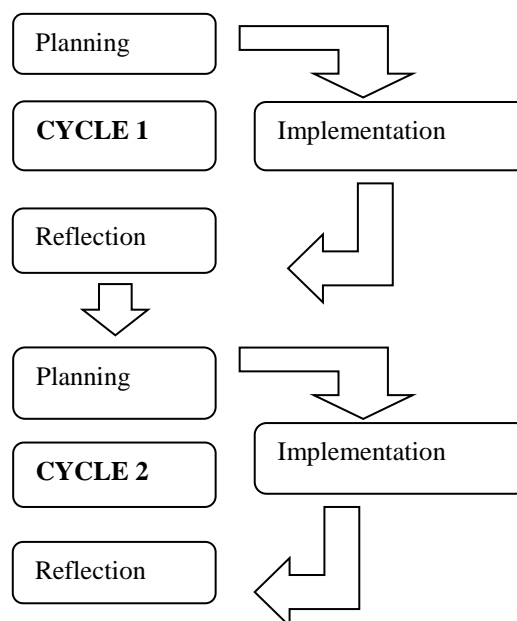 Planning
CYCLE 1
Implementation
Reflection
Planning
Implementation
CYCLE 2
Reflection